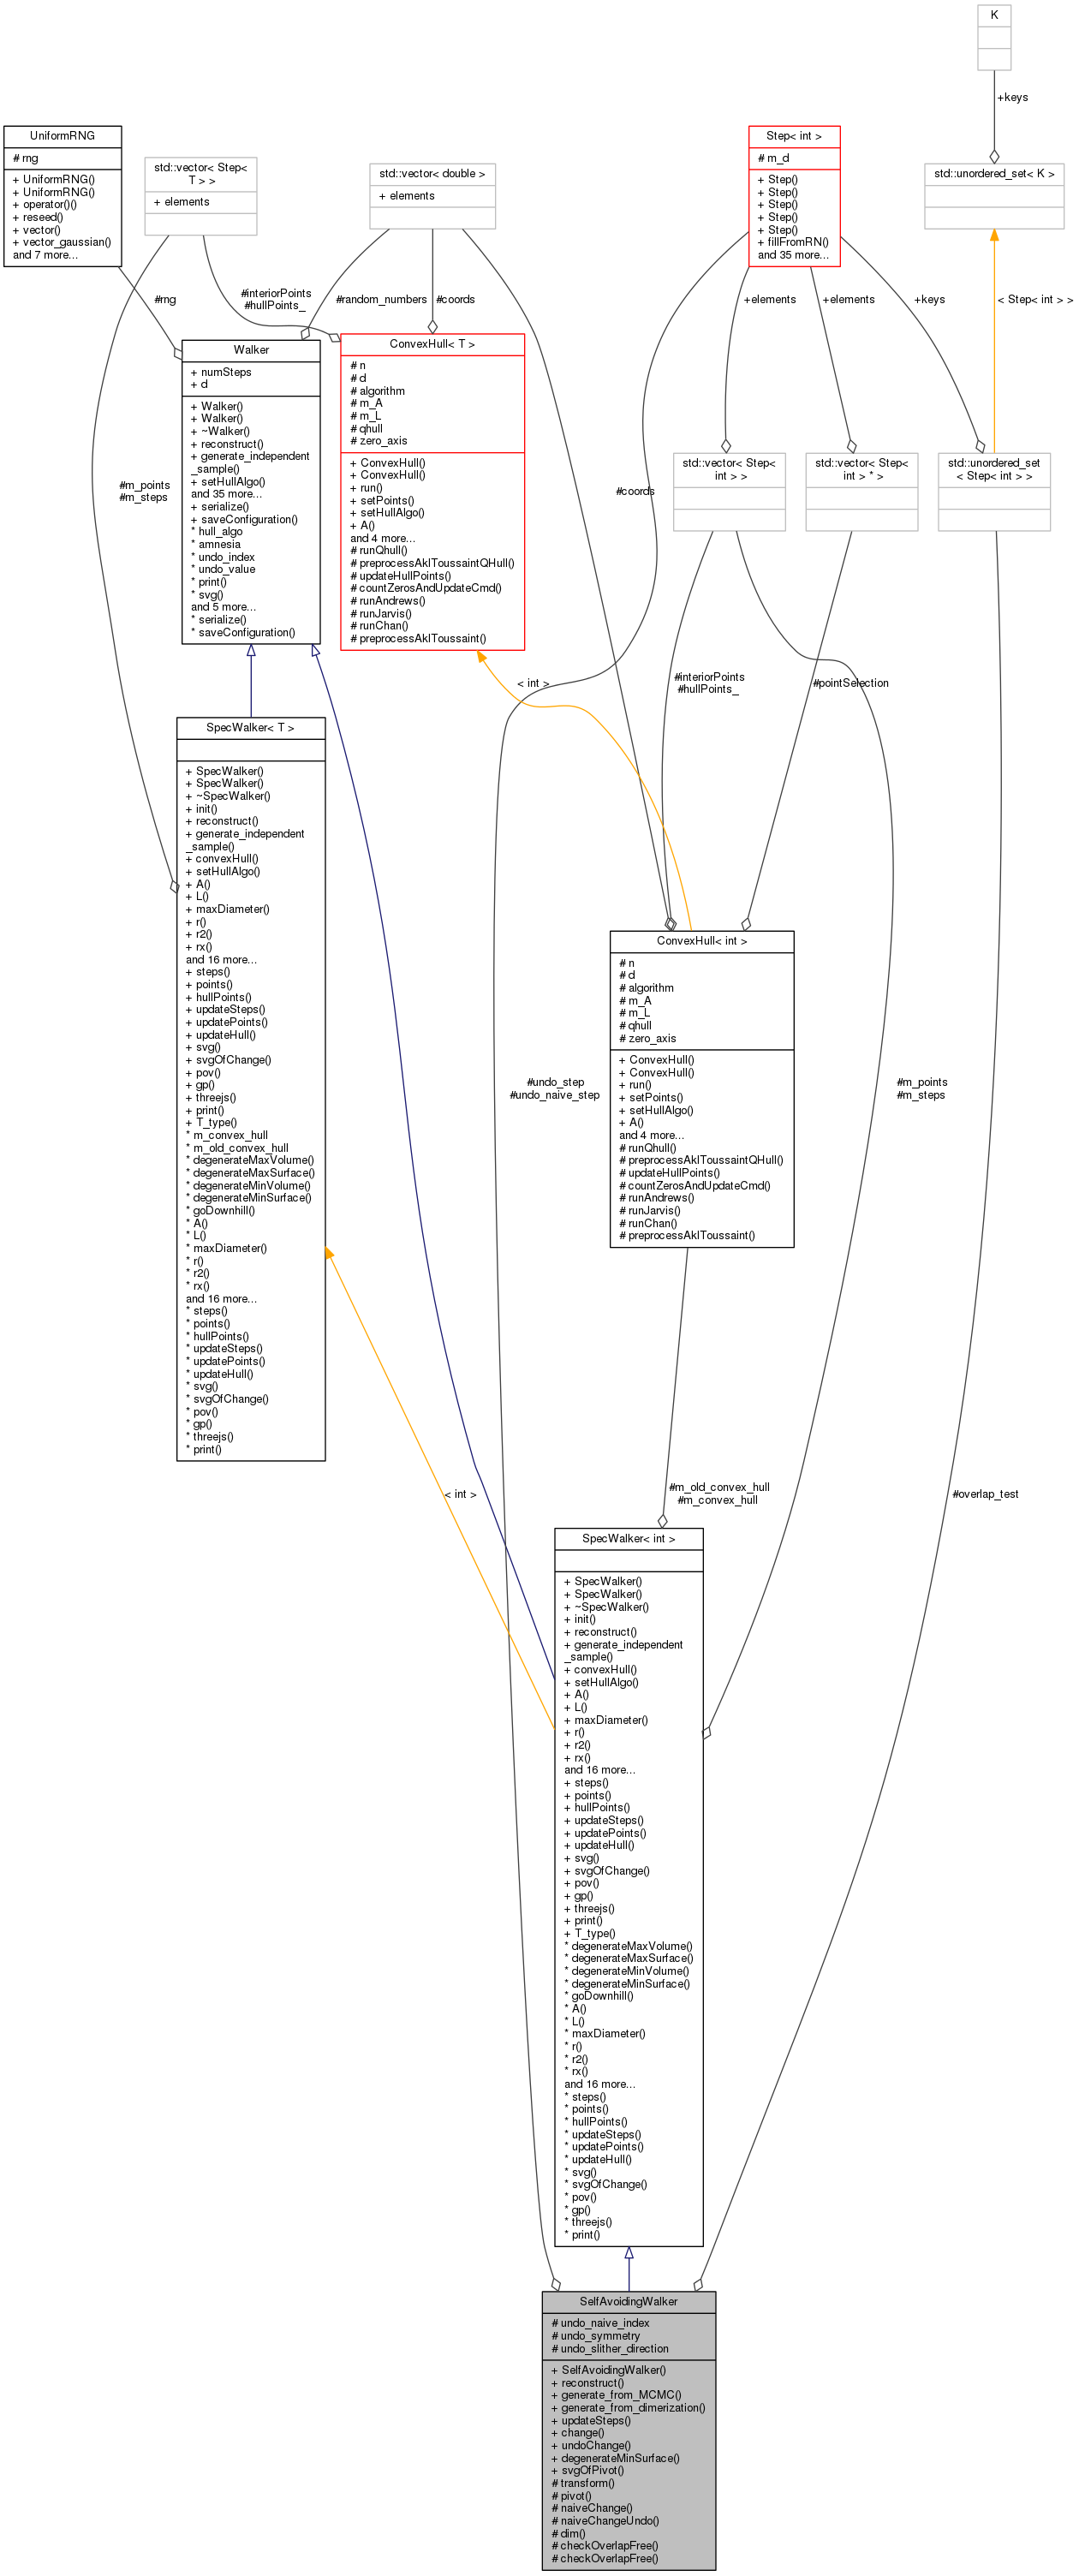 K
+keys
UniformRNG
# rng
+ UniformRNG()
+ UniformRNG()
+ operator()()
+ reseed()
+ vector()
+ vector_gaussian()
and 7 more...
std::vector< Step<
T > >
+ elements
std::vector< double >
+ elements
Step< int >
# m_d
+ Step()
+ Step()
+ Step()
+ Step()
+ Step()
+ fillFromRN()
and 35 more...
std::unordered_set< K >
#rng
#interiorPoints
#hullPoints_
#random_numbers
#coords
+elements
+elements
+keys
< Step< int > >
Walker
+ numSteps
+ d
+ Walker()
+ Walker()
+ ~Walker()
+ reconstruct()
+ generate_independent
_sample()
+ setHullAlgo()
and 35 more...
+ serialize()
+ saveConfiguration()
* hull_algo
* amnesia
* undo_index
* undo_value
* print()
* svg()
and 5 more...
* serialize()
* saveConfiguration()
ConvexHull< T >
# n
# d
# algorithm
# m_A
# m_L
# qhull
# zero_axis
+ ConvexHull()
+ ConvexHull()
+ run()
+ setPoints()
+ setHullAlgo()
+ A()
and 4 more...
# runQhull()
# preprocessAklToussaintQHull()
# updateHullPoints()
# countZerosAndUpdateCmd()
# runAndrews()
# runJarvis()
# runChan()
# preprocessAklToussaint()
#m_points
#m_steps
#coords
std::vector< Step<
int > >
std::vector< Step<
int > * >
std::unordered_set
< Step< int > >
< int >
#interiorPoints
#hullPoints_
#pointSelection
SpecWalker< T >
+ SpecWalker()
+ SpecWalker()
+ ~SpecWalker()
+ init()
+ reconstruct()
+ generate_independent
_sample()
+ convexHull()
+ setHullAlgo()
+ A()
+ L()
+ maxDiameter()
+ r()
+ r2()
+ rx()
and 16 more...
+ steps()
+ points()
+ hullPoints()
+ updateSteps()
+ updatePoints()
+ updateHull()
+ svg()
+ svgOfChange()
+ pov()
+ gp()
+ threejs()
+ print()
+ T_type()
* m_convex_hull
* m_old_convex_hull
* degenerateMaxVolume()
* degenerateMaxSurface()
* degenerateMinVolume()
* degenerateMinSurface()
* goDownhill()
* A()
* L()
* maxDiameter()
* r()
* r2()
* rx()
and 16 more...
* steps()
* points()
* hullPoints()
* updateSteps()
* updatePoints()
* updateHull()
* svg()
* svgOfChange()
* pov()
* gp()
* threejs()
* print()
ConvexHull< int >
# n
# d
# algorithm
# m_A
# m_L
# qhull
# zero_axis
+ ConvexHull()
+ ConvexHull()
+ run()
+ setPoints()
+ setHullAlgo()
+ A()
and 4 more...
# runQhull()
# preprocessAklToussaintQHull()
# updateHullPoints()
# countZerosAndUpdateCmd()
# runAndrews()
# runJarvis()
# runChan()
# preprocessAklToussaint()
#undo_step
#undo_naive_step
#m_points
#m_steps
< int >
#m_old_convex_hull
#m_convex_hull
#overlap_test
SpecWalker< int >
+ SpecWalker()
+ SpecWalker()
+ ~SpecWalker()
+ init()
+ reconstruct()
+ generate_independent
_sample()
+ convexHull()
+ setHullAlgo()
+ A()
+ L()
+ maxDiameter()
+ r()
+ r2()
+ rx()
and 16 more...
+ steps()
+ points()
+ hullPoints()
+ updateSteps()
+ updatePoints()
+ updateHull()
+ svg()
+ svgOfChange()
+ pov()
+ gp()
+ threejs()
+ print()
+ T_type()
* degenerateMaxVolume()
* degenerateMaxSurface()
* degenerateMinVolume()
* degenerateMinSurface()
* goDownhill()
* A()
* L()
* maxDiameter()
* r()
* r2()
* rx()
and 16 more...
* steps()
* points()
* hullPoints()
* updateSteps()
* updatePoints()
* updateHull()
* svg()
* svgOfChange()
* pov()
* gp()
* threejs()
* print()
SelfAvoidingWalker
# undo_naive_index
# undo_symmetry
# undo_slither_direction
+ SelfAvoidingWalker()
+ reconstruct()
+ generate_from_MCMC()
+ generate_from_dimerization()
+ updateSteps()
+ change()
+ undoChange()
+ degenerateMinSurface()
+ svgOfPivot()
# transform()
# pivot()
# naiveChange()
# naiveChangeUndo()
# dim()
# checkOverlapFree()
# checkOverlapFree()